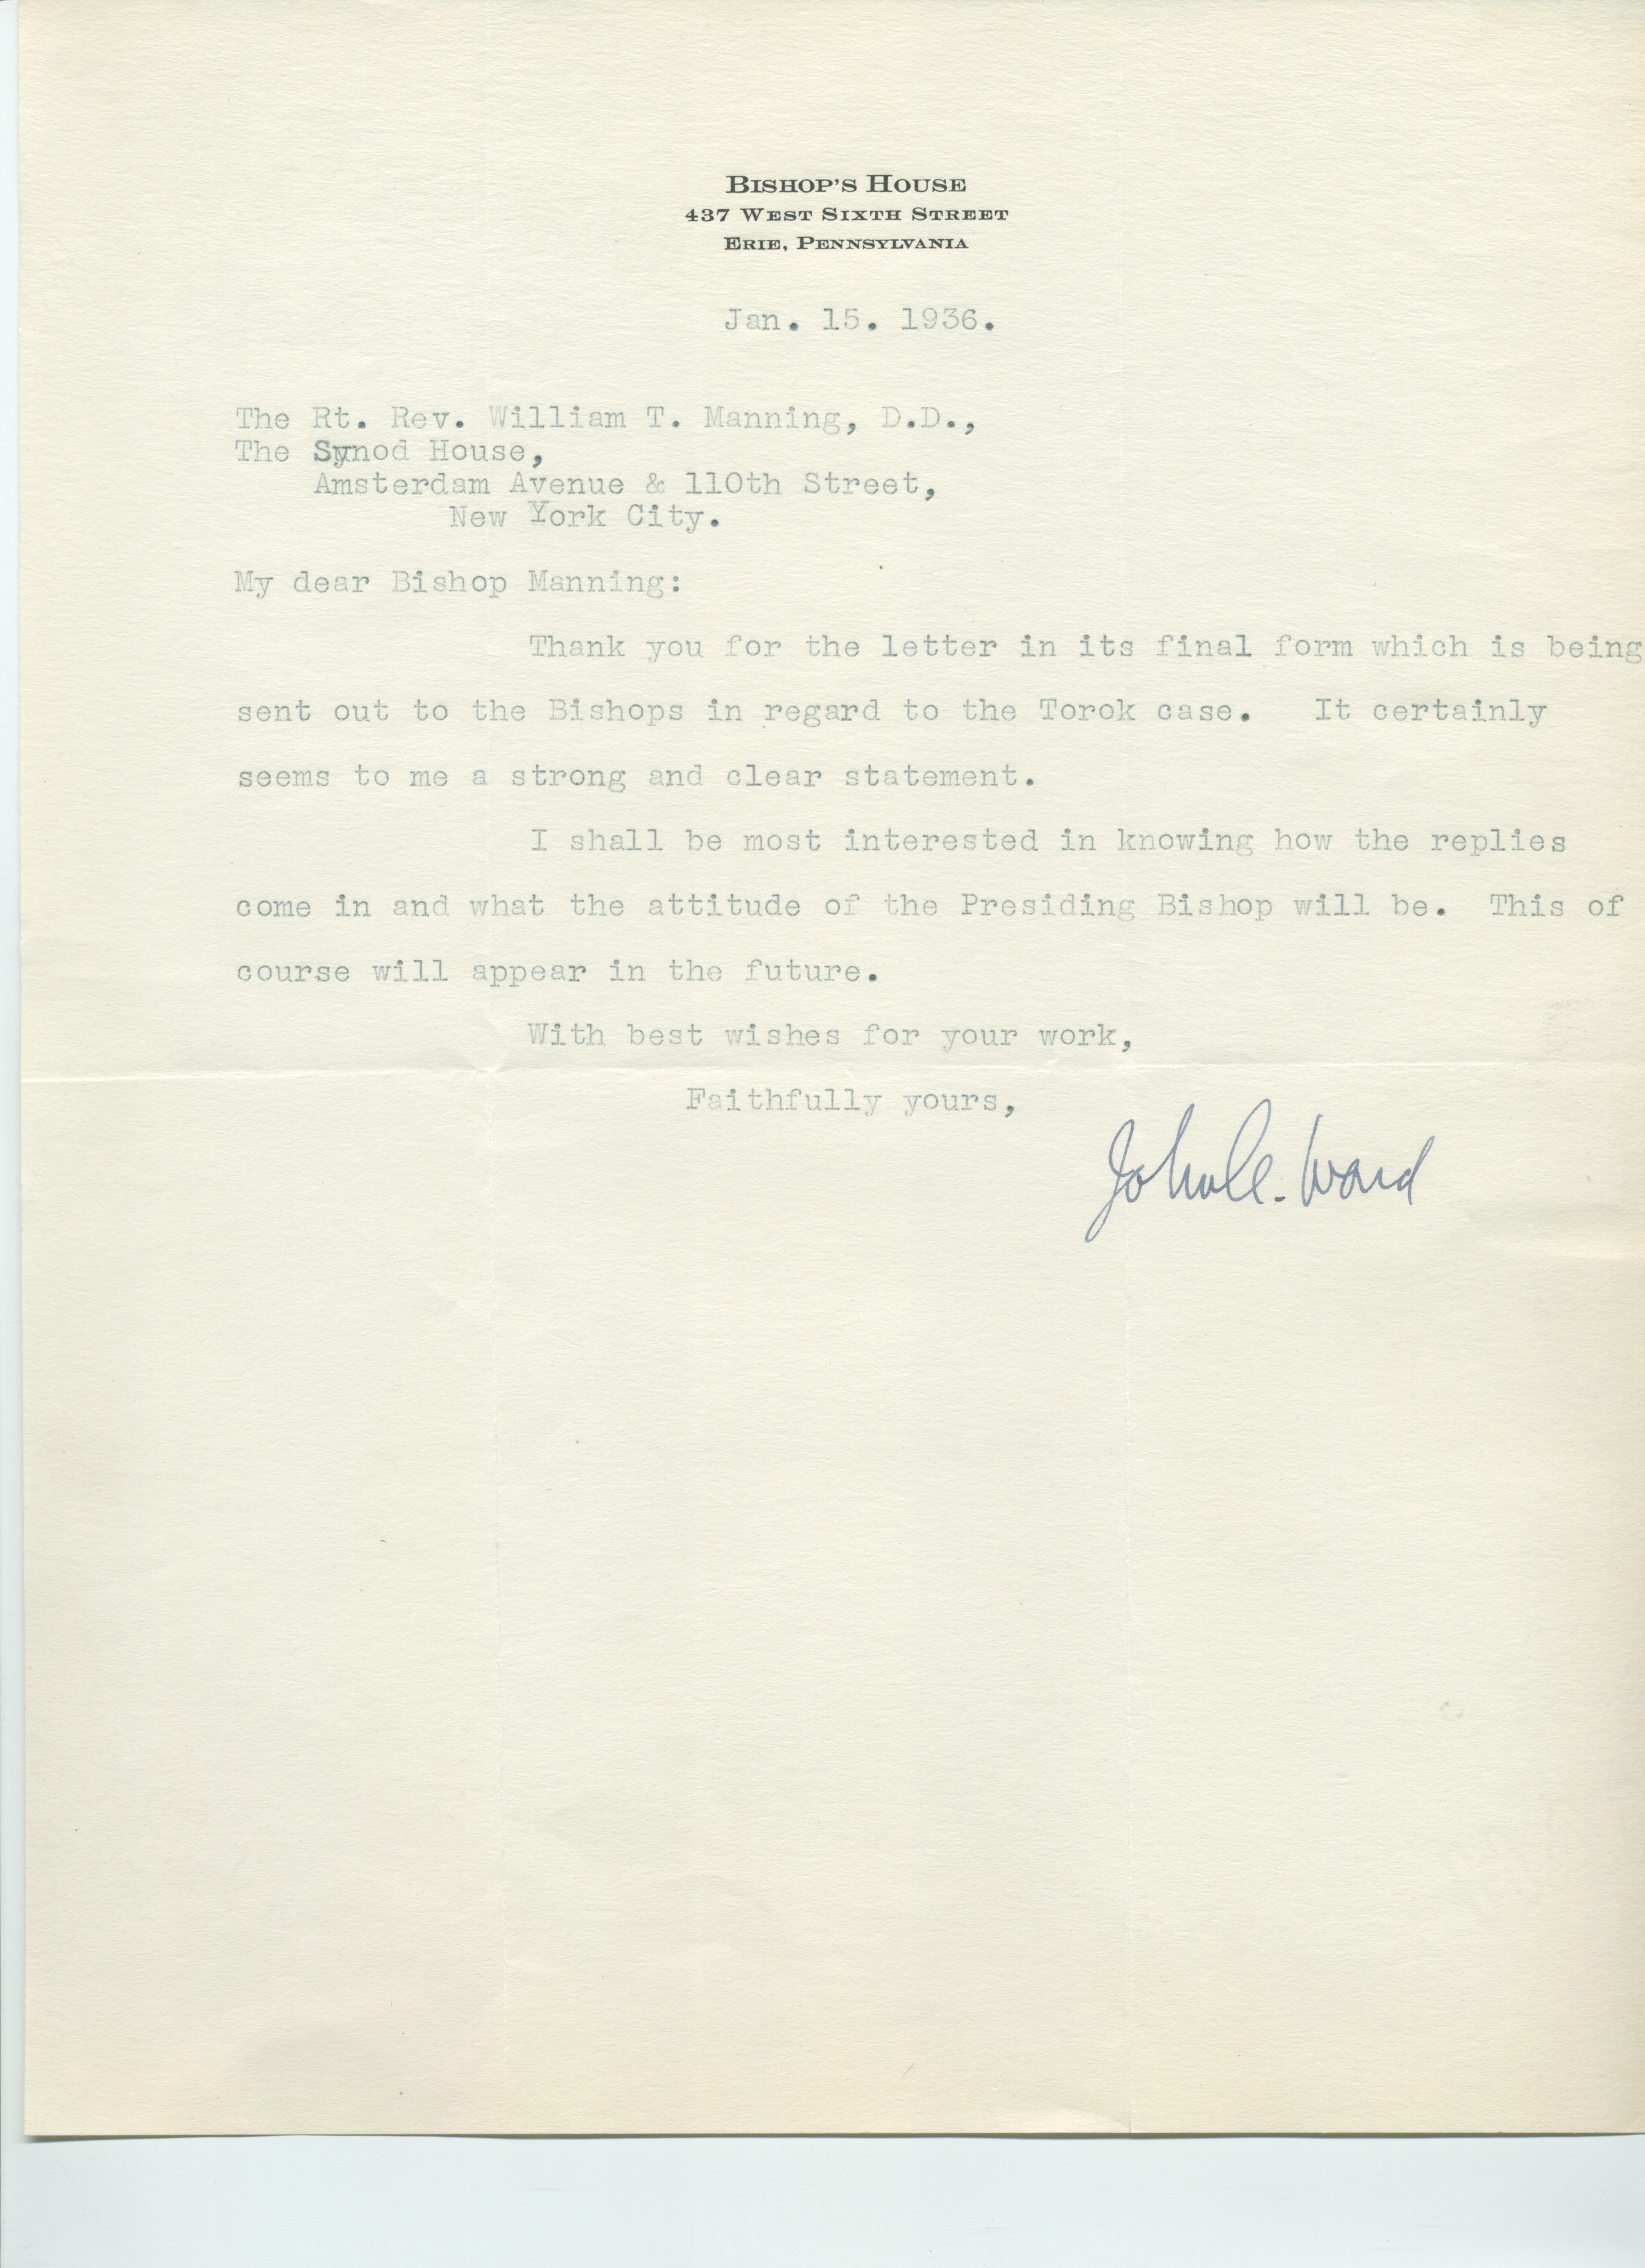 BISHOP'S HOUSE
437 WEST SIXTH STREET
ERIE, PENNSYLVANIA
Jan. 15. 1936.
The Rt. Rev. William T. Manning, D.D.,
The Synod House,
Amsterdam Avenue & 110th Street,
New York City.
My dear Bishop Manning:
Thank you for the letter in its final form which is being
sent out to the Bishops in regard to the Torok case. It certainly
seems to me a strong and clear statement.
I shall be most interested in knowing how the replies
come in and what the attitude of the Presiding Bishop will be. This of
course will appear in the future.
With best wishes for your work,
Faithfully yours,
John C. Ward